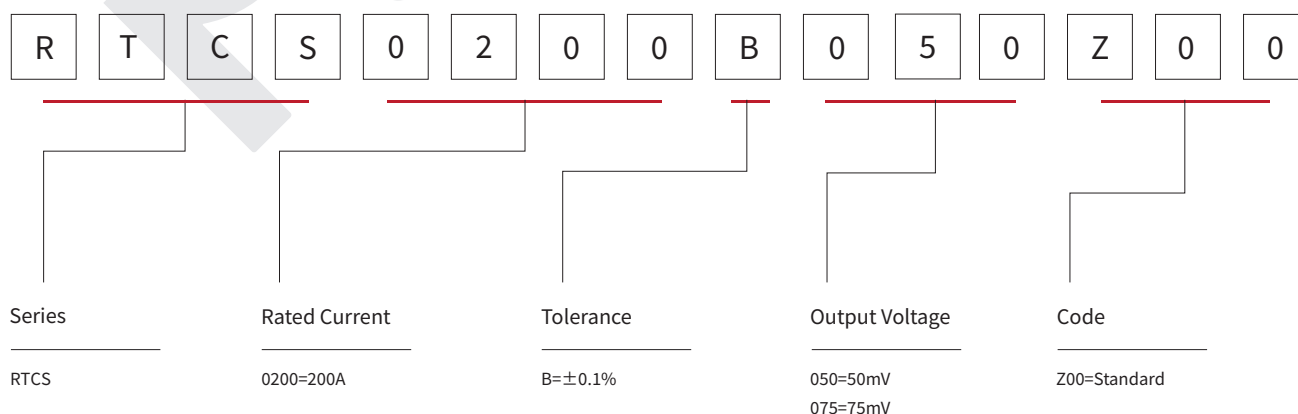 R T C S 0 2 0 0 B 0 5 0 Z 0 0
Series Rated Current Tolerance Output Voltage Code
RTCS 0200=200A B=±0.1% 050=50mV Z00=Standard
075=75mV